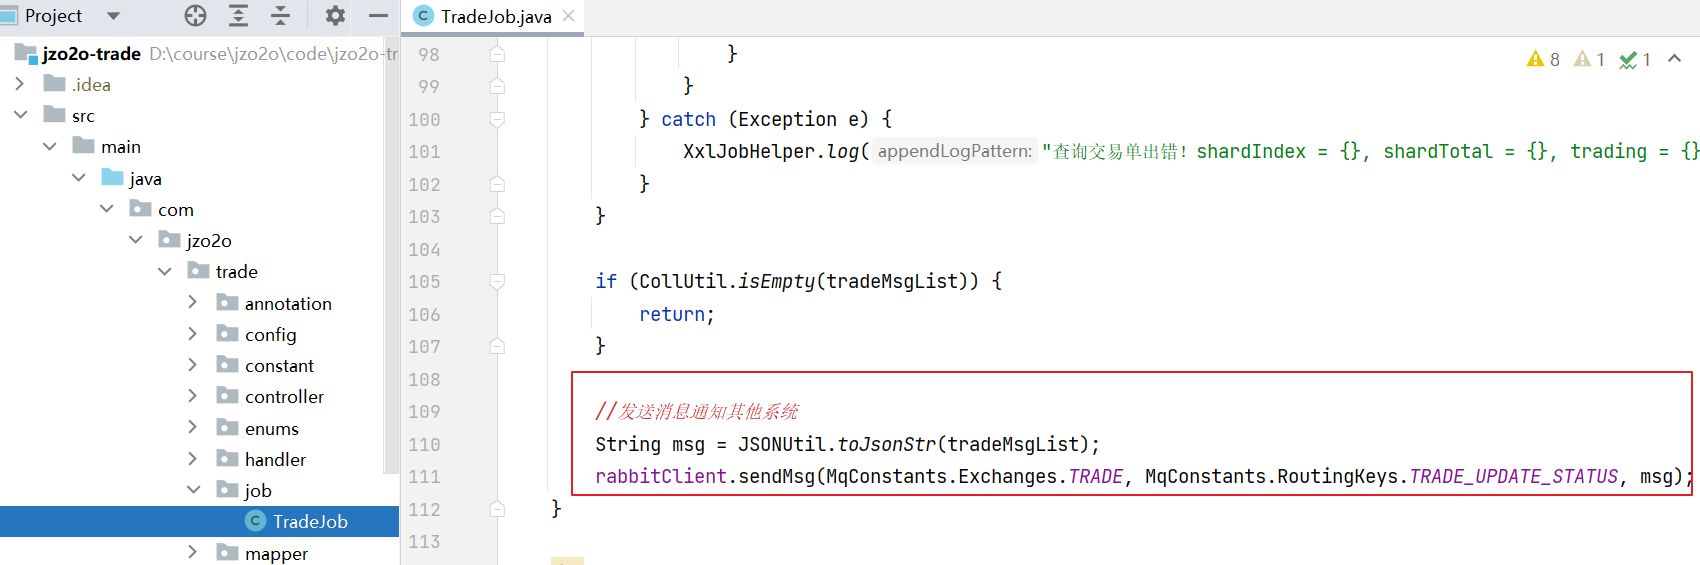 Project
TradeJob.java
jzo2o-trade D:\course\jzo2o\code\jzo2o-tr
.idea
src
main
java
com
jzo2o
trade
annotation
config
constant
controller
enums
handler
job
TradeJob
mapper
8 1 1
98 }
99 }
100 } catch (Exception e) {
101 XxlJobHelper.log( appendLogPattern: "查询交易单出错！shardIndex = {}, shardTotal = {}, trading = {}
102 }
103 }
104
105 if (CollUtil.isEmpty(tradeMsgList)) {
106 return;
107 }
108
109 //发送消息通知其他系统
110 String msg = JSONUtil.toJsonStr(tradeMsgList);
111 rabbitClient.sendMsg(MqConstants.Exchanges.TRADE, MqConstants.RoutingKeys.TRADE_UPDATE_STATUS, msg);
112 }
113